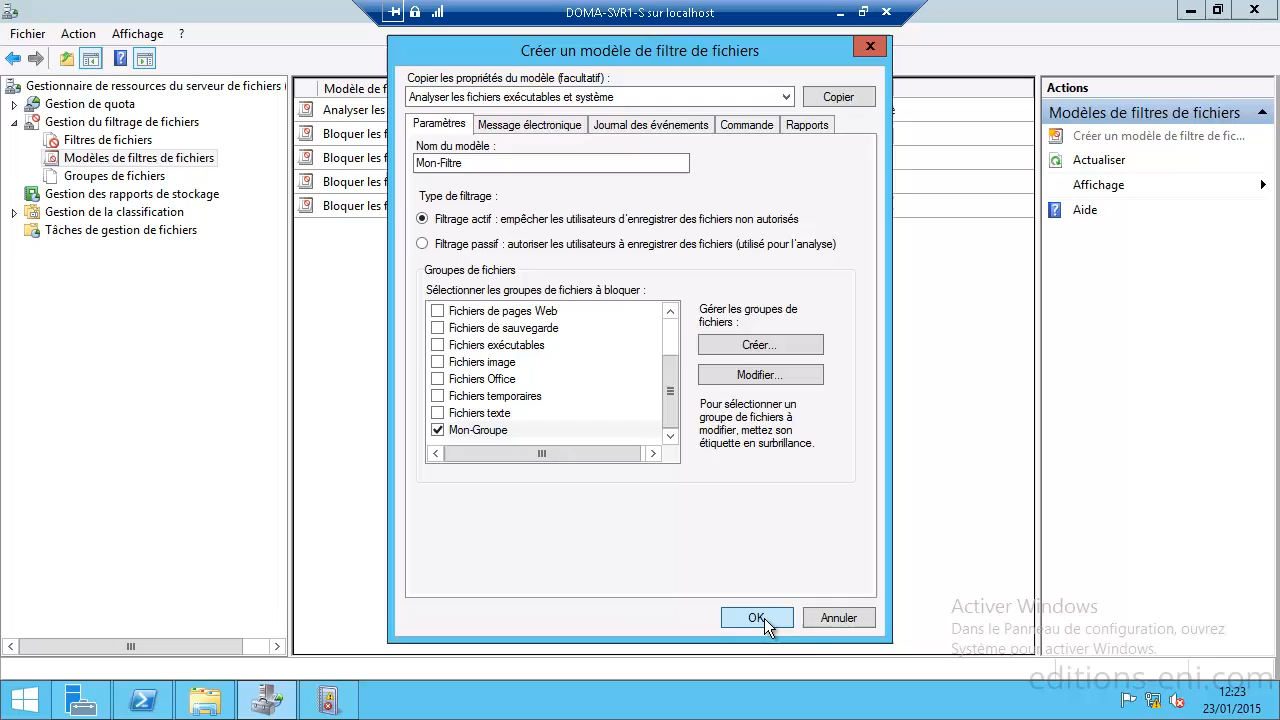 DOMA-SVR1-S sur localhost
Fichier
Action
Affichage
?
Gestionnaire de ressources du serveur de fichiers (
Gestion de quota
Gestion du filtrage de fichiers
Filtres de fichiers
Modèles de filtres de fichiers
Groupes de fichiers
Gestion des rapports de stockage
Gestion de la classification
Tâches de gestion de fichiers
Modèle de f
Analyser les
Bloquer les f
Bloquer les f
Bloquer les f
Bloquer les f
Créer un modèle de filtre de fichiers
Copier les propriétés du modèle (facultatif) :
Analyser les fichiers exécutables et système
Copier
Paramètres
Message électronique
Journal des événements
Commande
Rapports
Nom du modèle :
Mon-Filtre
Type de filtrage :
Filtrage actif : empêcher les utilisateurs d'enregistrer des fichiers non autorisés
Filtrage passif : autoriser les utilisateurs à enregistrer des fichiers (utilisé pour l'analyse)
Groupes de fichiers
Sélectionner les groupes de fichiers à bloquer :
Fichiers de pages Web
Fichiers de sauvegarde
Fichiers exécutables
Fichiers image
Fichiers Office
Fichiers temporaires
Fichiers texte
Mon-Groupe
Gérer les groupes de
fichiers :
Créer...
Modifier...
Pour sélectionner un
groupe de fichiers à
modifier, mettez son
étiquette en surbrillance.
OK
Annuler
Actions
Modèles de filtres de fichiers
Créer un modèle de filtre de fic...
Actualiser
Affichage
Aide
Activer Windows
Dans le Panneau de configuration, ouvrez
Système pour activer Windows.
editions-eni.com
12:23
23/01/2015